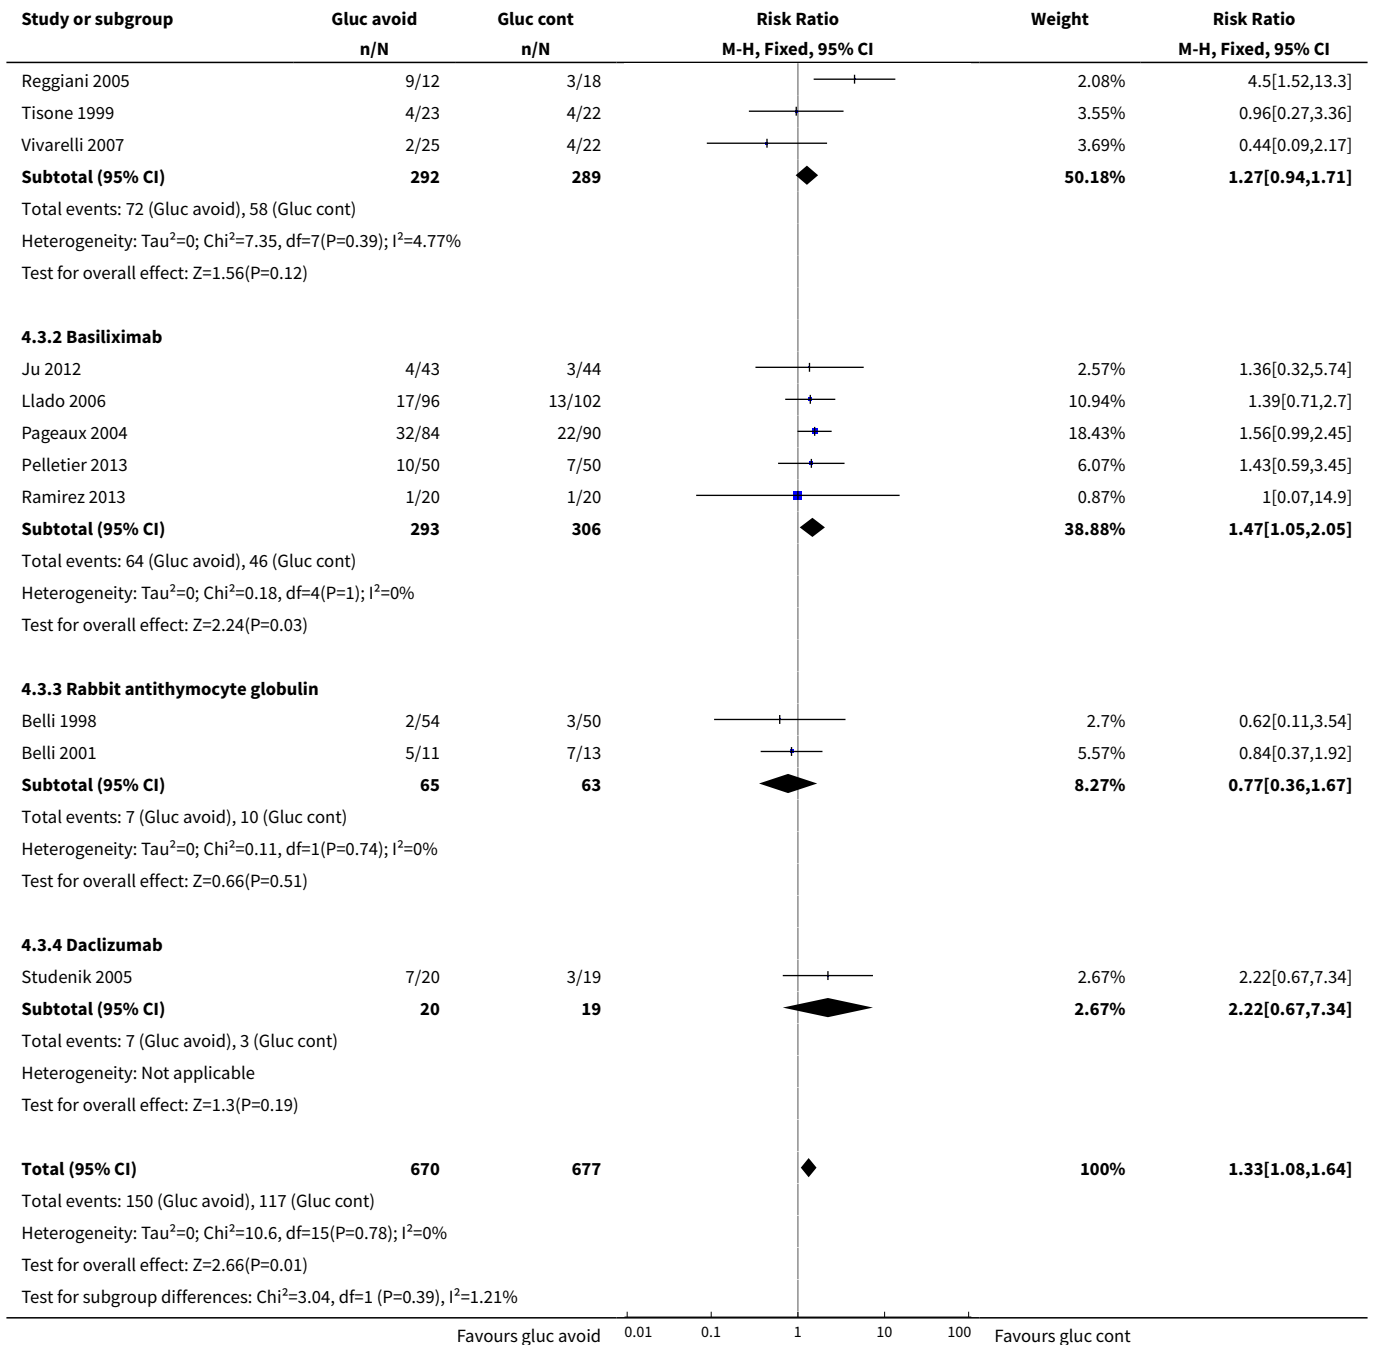 Study or subgroup Gluc avoid Gluc cont Risk Ratio Weight Risk Ratio
n/N n/N M-H, Fixed, 95% CI M-H, Fixed, 95% CI
Reggiani 2005 9/12 3/18 2.08% 4.5[1.52,13.3]
Tisone 1999 4/23 4/22 3.55% 0.96[0.27,3.36]
Vivarelli 2007 2/25 4/22 3.69% 0.44[0.09,2.17]
Subtotal (95% CI) 292 289 50.18% 1.27[0.94,1.71]
Total events: 72 (Gluc avoid), 58 (Gluc cont)
Heterogeneity: Tau²=0; Chi²=7.35, df=7(P=0.39); I²=4.77%
Test for overall effect: Z=1.56(P=0.12)
4.3.2 Basiliximab
Ju 2012 4/43 3/44 2.57% 1.36[0.32,5.74]
Llado 2006 17/96 13/102 10.94% 1.39[0.71,2.7]
Pageaux 2004 32/84 22/90 18.43% 1.56[0.99,2.45]
Pelletier 2013 10/50 7/50 6.07% 1.43[0.59,3.45]
Ramirez 2013 1/20 1/20 0.87% 1[0.07,14.9]
Subtotal (95% CI) 293 306 38.88% 1.47[1.05,2.05]
Total events: 64 (Gluc avoid), 46 (Gluc cont)
Heterogeneity: Tau²=0; Chi²=0.18, df=4(P=1); I²=0%
Test for overall effect: Z=2.24(P=0.03)
4.3.3 Rabbit antithymocyte globulin
Belli 1998 2/54 3/50 2.7% 0.62[0.11,3.54]
Belli 2001 5/11 7/13 5.57% 0.84[0.37,1.92]
Subtotal (95% CI) 65 63 8.27% 0.77[0.36,1.67]
Total events: 7 (Gluc avoid), 10 (Gluc cont)
Heterogeneity: Tau²=0; Chi²=0.11, df=1(P=0.74); I²=0%
Test for overall effect: Z=0.66(P=0.51)
4.3.4 Daclizumab
Studenik 2005 7/20 3/19 2.67% 2.22[0.67,7.34]
Subtotal (95% CI) 20 19 2.67% 2.22[0.67,7.34]
Total events: 7 (Gluc avoid), 3 (Gluc cont)
Heterogeneity: Not applicable
Test for overall effect: Z=1.3(P=0.19)
Total (95% CI) 670 677 100% 1.33[1.08,1.64]
Total events: 150 (Gluc avoid), 117 (Gluc cont)
Heterogeneity: Tau²=0; Chi²=10.6, df=15(P=0.78); I²=0%
Test for overall effect: Z=2.66(P=0.01)
Test for subgroup differences: Chi²=3.04, df=1 (P=0.39), I²=1.21%
Favours gluc avoid 0.01 0.1 1 10 100 Favours gluc cont